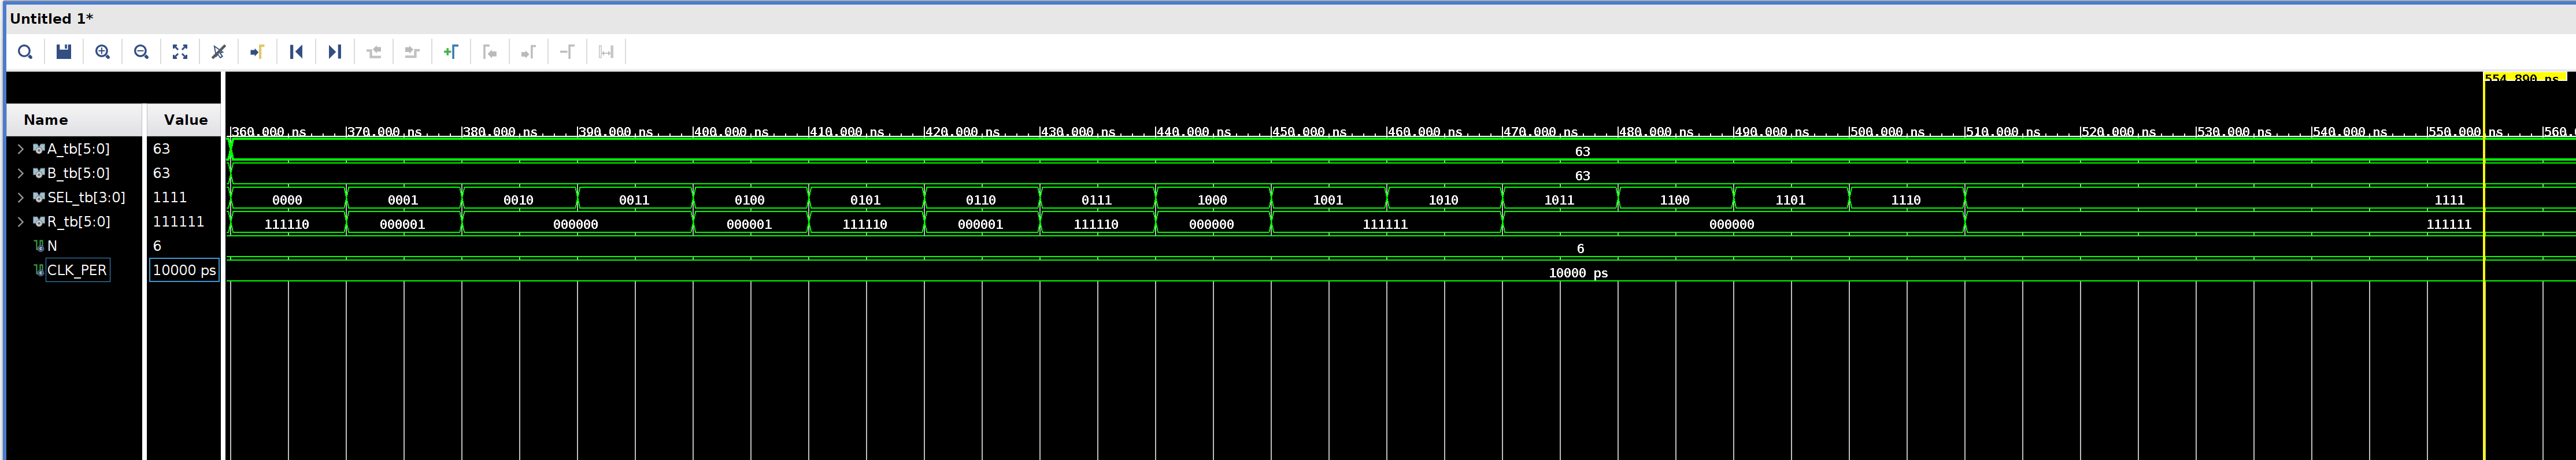 Untitled 1*
554.890 ns
Name Value
360.000 ns 370.000 ns 380.000 ns 390.000 ns 400.000 ns 410.000 ns 420.000 ns 430.000 ns 440.000 ns 450.000 ns 460.000 ns 470.000 ns 480.000 ns 490.000 ns 500.000 ns 510.000 ns 520.000 ns 530.000 ns 540.000 ns 550.000 ns 560.
A_tb[5:0] 63 63
B_tb[5:0] 63 63
SEL_tb[3:0] 1111 0000 0001 0010 0011 0100 0101 0110 0111 1000 1001 1010 1011 1100 1101 1110 1111
R_tb[5:0] 111111 111110 000001 000000 000001 111110 000001 111110 000000 111111 000000 111111
N 6 6
CLK_PER 10000 ps 10000 ps